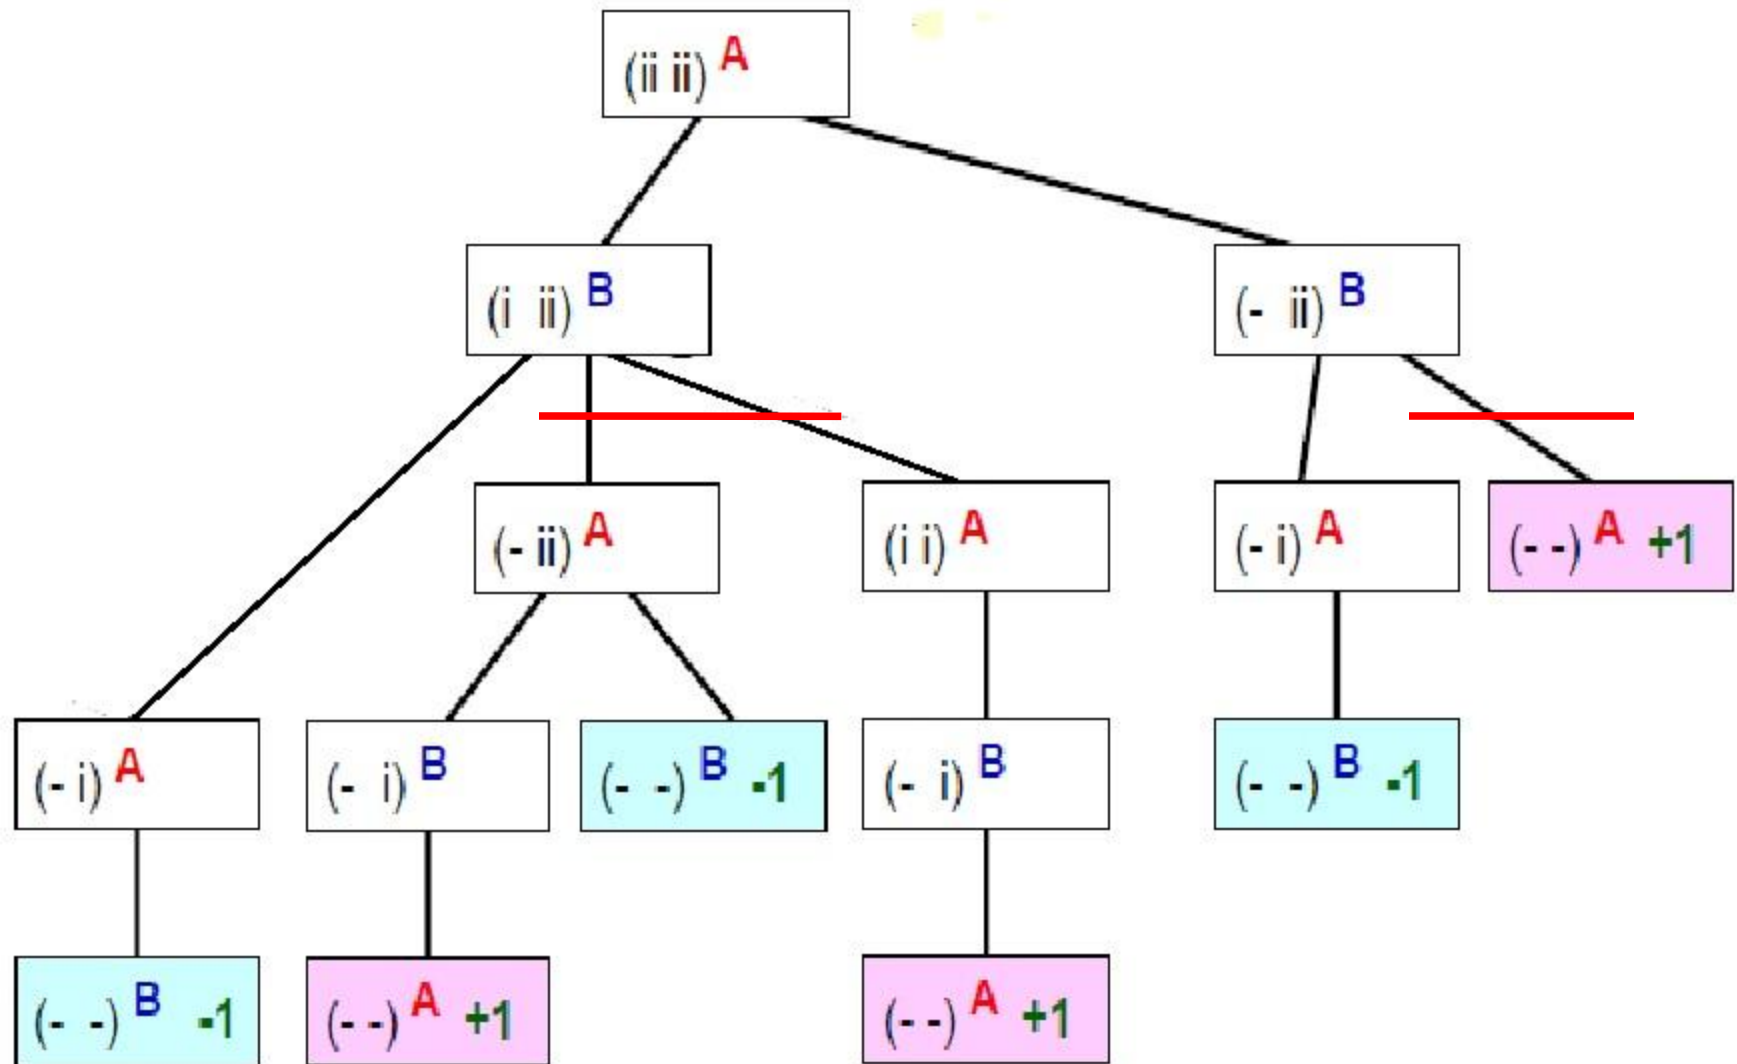 (ii ii) A
(i ii) B
(- ii) B
(- ii) A
(i i) A
(- i) A
(- -) A +1
(- i) A
(- i) B
(- -) B -1
(- i) B
(- -) B -1
(- -) B -1
(- -) A +1
(- -) A +1